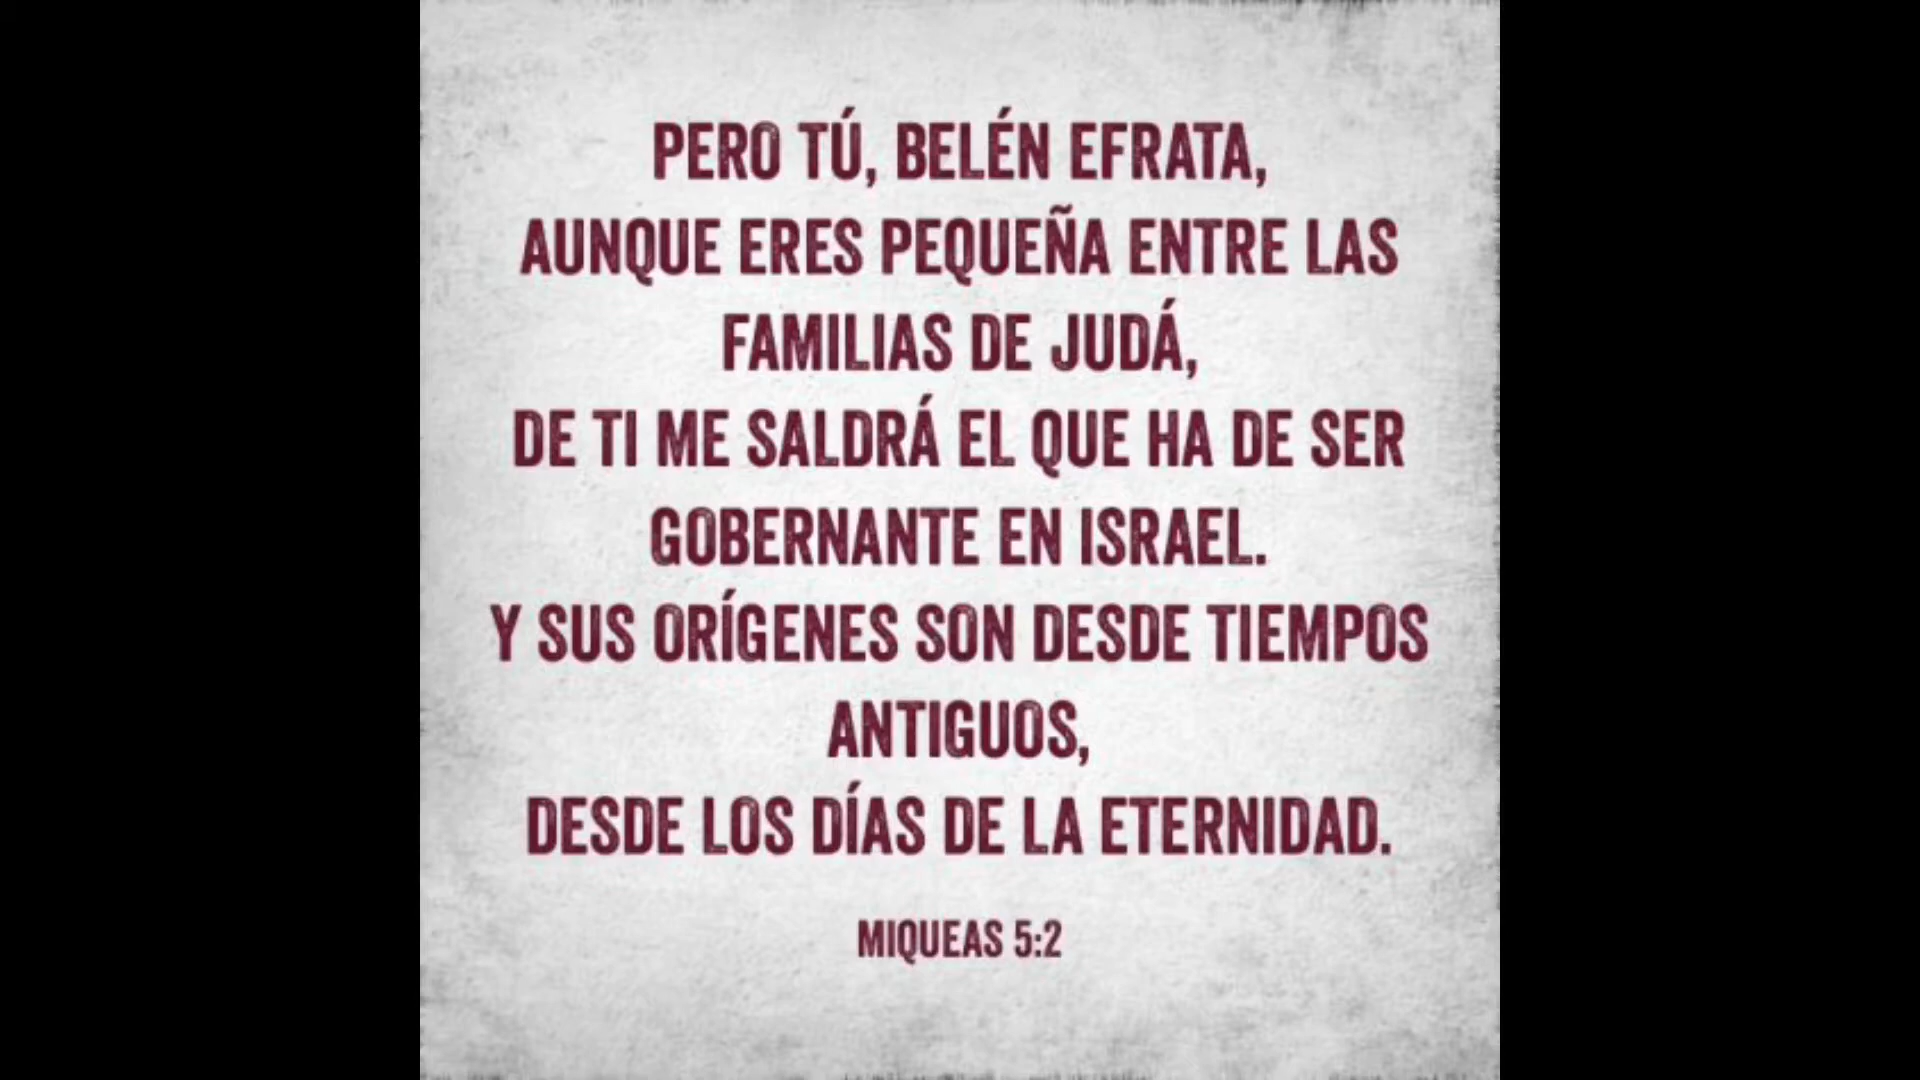 PERO TÚ, BELÉN EFRATA,
AUNQUE ERES PEQUEÑA ENTRE LAS
FAMILIAS DE JUDÁ,
DE TI ME SALDRÁ EL QUE HA DE SER
GOBERNANTE EN ISRAEL.
Y SUS ORÍGENES SON DESDE TIEMPOS
ANTIGUOS,
DESDE LOS DÍAS DE LA ETERNIDAD.
MIQUEAS 5:2